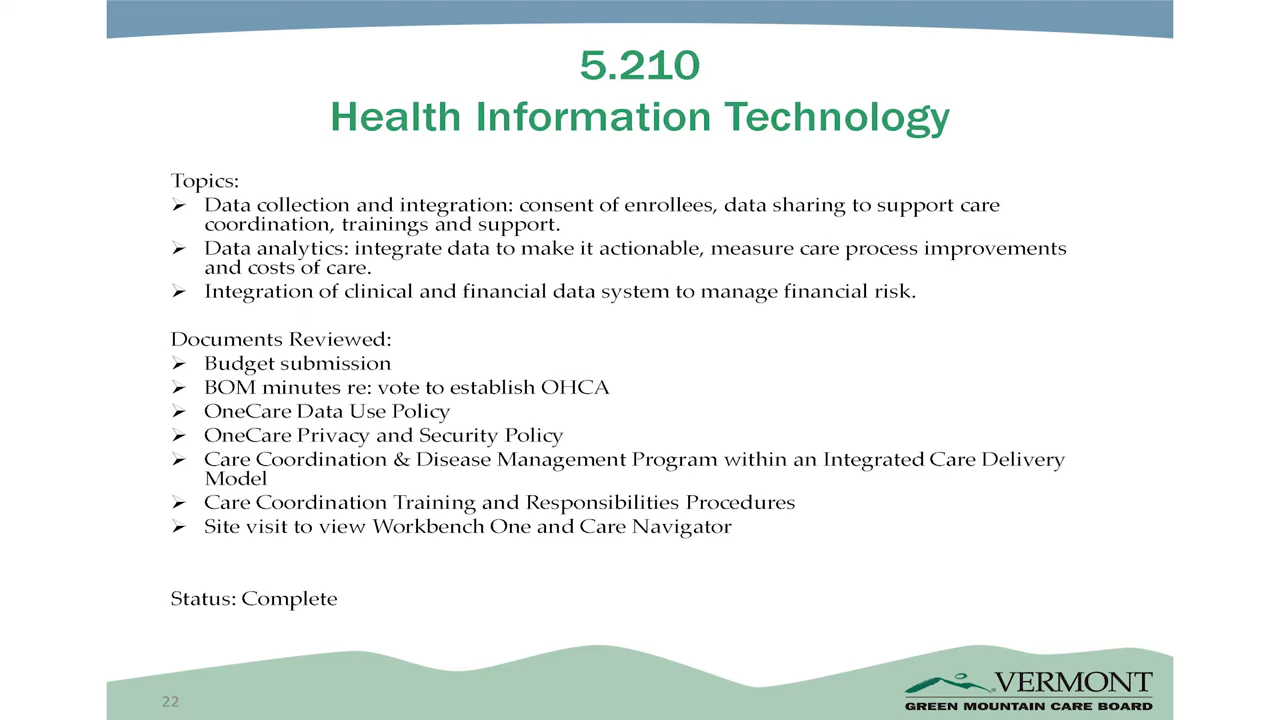 5.210
Health Information Technology
Topics:
➢ Data collection and integration: consent of enrollees, data sharing to support care
coordination, trainings and support.
➢ Data analytics: integrate data to make it actionable, measure care process improvements
and costs of care.
➢ Integration of clinical and financial data system to manage financial risk.
Documents Reviewed:
➢ Budget submission
➢ BOM minutes re: vote to establish OHCA
➢ OneCare Data Use Policy
➢ OneCare Privacy and Security Policy
➢ Care Coordination & Disease Management Program within an Integrated Care Delivery
Model
➢ Care Coordination Training and Responsibilities Procedures
➢ Site visit to view Workbench One and Care Navigator
Status: Complete
22
VERMONT
GREEN MOUNTAIN CARE BOARD